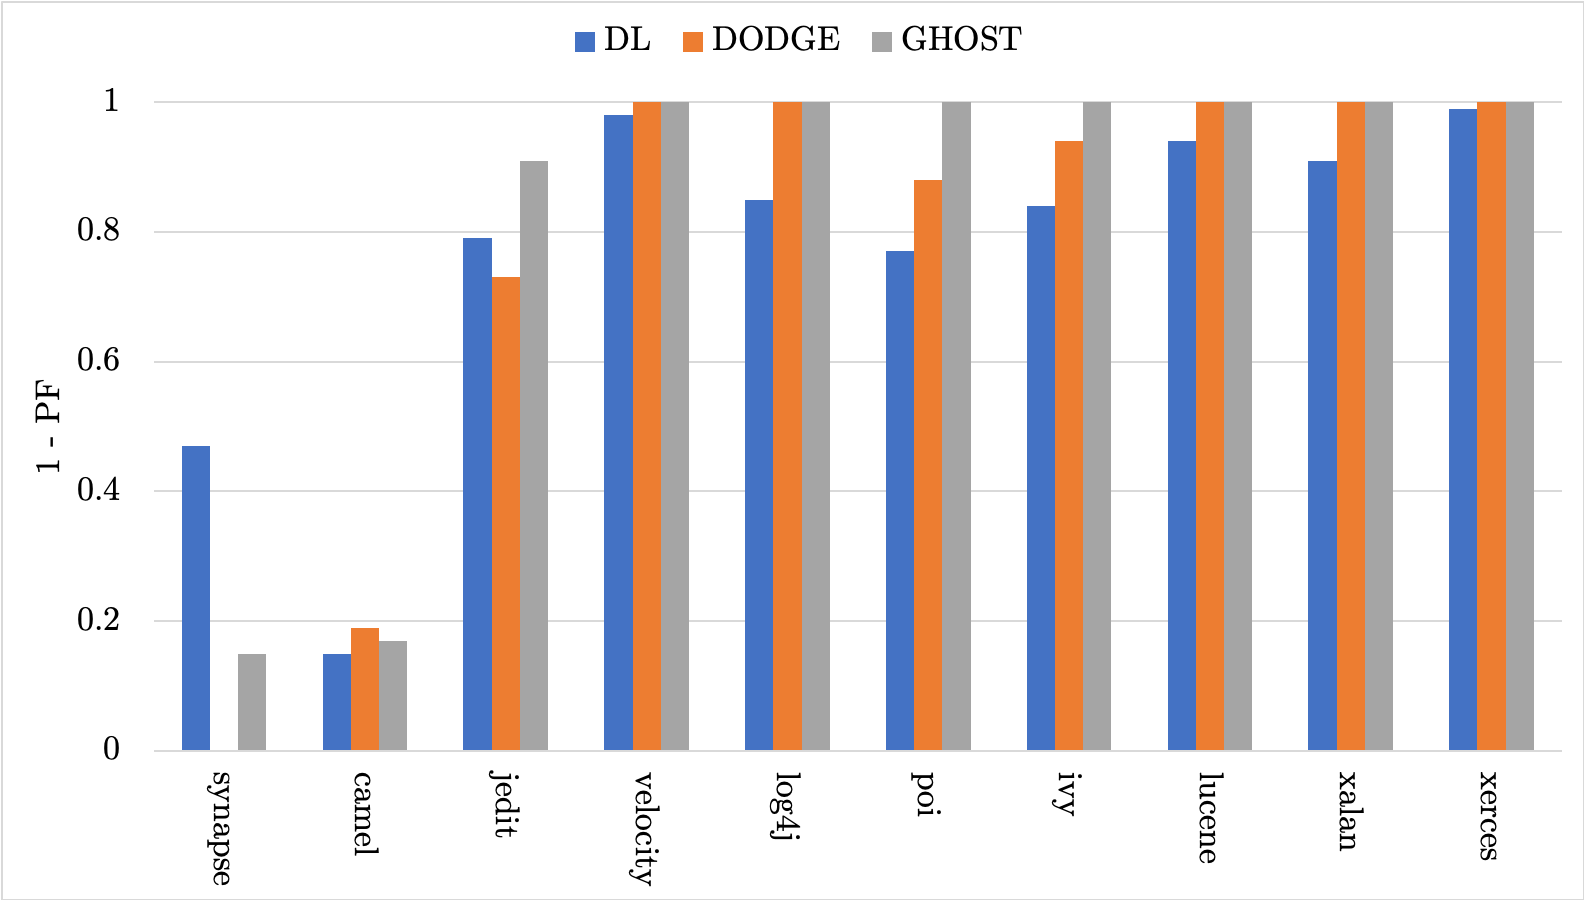 DL DODGE GHOST
1
0.8
0.6
0.4
0.2
0
1 - PF
synapse
camel
jedit
velocity
log4j
poi
ivy
lucene
xalan
xerces